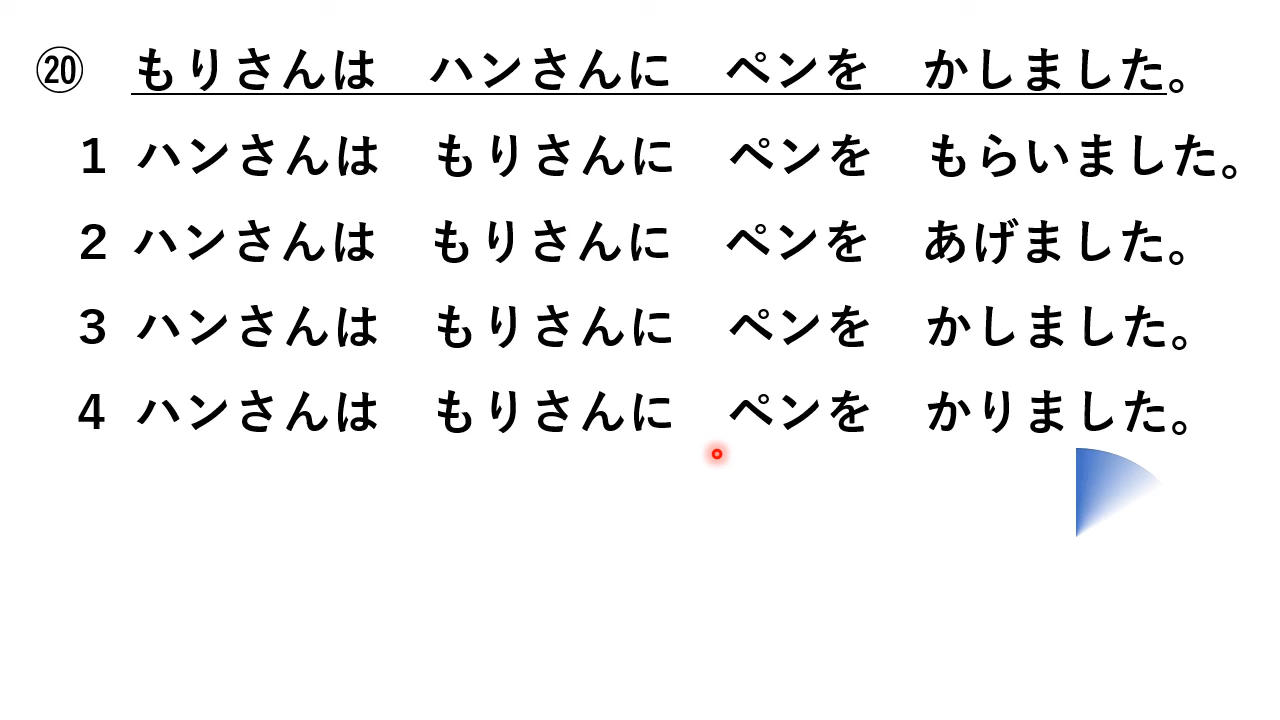 ⑳ もりさんは ハンさんに ペンを かしました。
1 ハンさんは もりさんに ペンを もらいました。
2 ハンさんは もりさんに ペンを あげました。
3 ハンさんは もりさんに ペンを かしました。
4 ハンさんは もりさんに ペンを かりました。